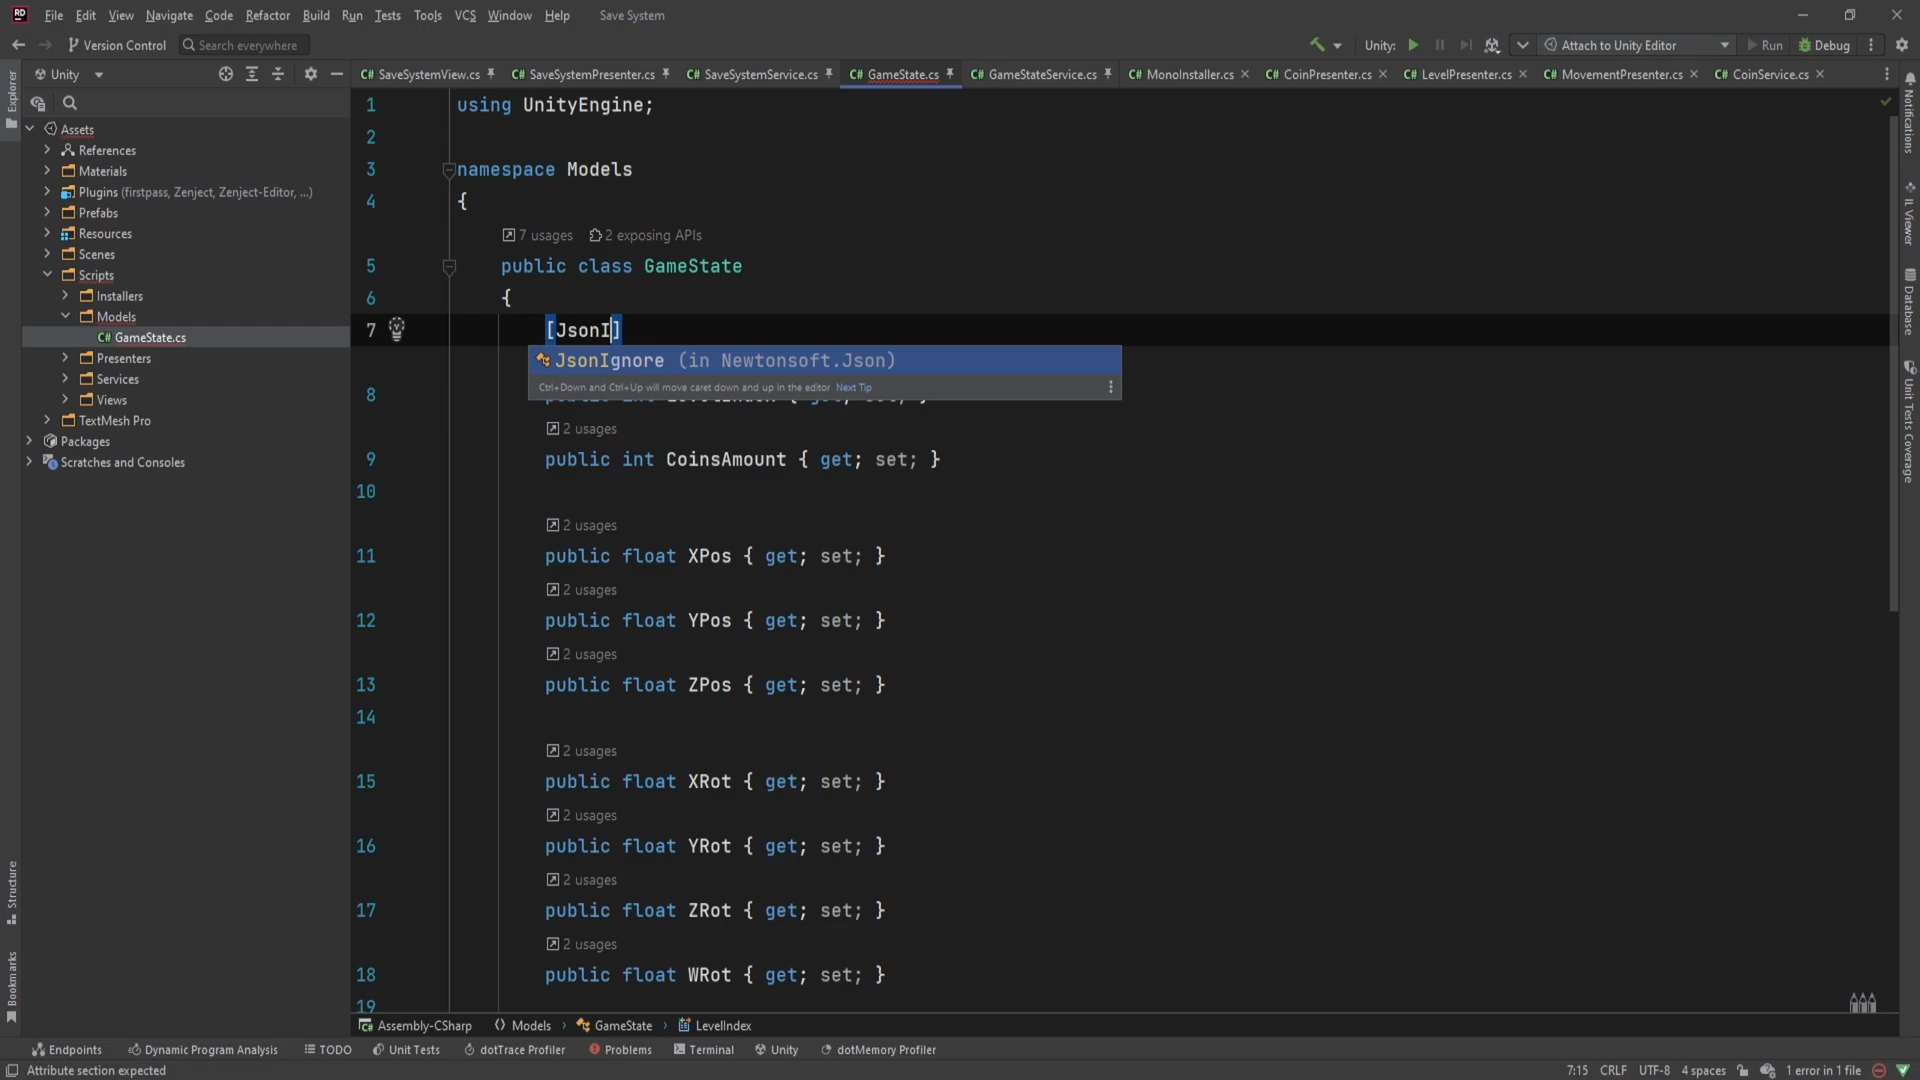 File Edit View Navigate Code Refactor Build Run Tests Tools VCS Window Help Save System
Version Control Search everywhere Unity: Attach to Unity Editor Run Debug
Unity
SaveSystemView.cs SaveSystemPresenter.cs SaveSystemService.cs GameState.cs GameStateService.cs MonoInstaller.cs CoinPresenter.cs LevelPresenter.cs MovementPresenter.cs CoinService.cs
Explorer
Assets
References
Materials
Plugins (firstpass, Zenject, Zenject-Editor, ...)
Prefabs
Resources
Scenes
Scripts
Installers
Models
GameState.cs
Presenters
Services
Views
TextMesh Pro
Packages
Scratches and Consoles
Structure
Bookmarks
1 using UnityEngine;
2
3 namespace Models
4 {
7 usages 2 exposing APIs
5 public class GameState
6 {
7 [JsonI]
JsonIgnore (in Newtonsoft.Json)
Ctrl+Down and Ctrl+Up will move caret down and up in the editor Next Tip
8
2 usages
9 public int CoinsAmount { get; set; }
10
2 usages
11 public float XPos { get; set; }
2 usages
12 public float YPos { get; set; }
2 usages
13 public float ZPos { get; set; }
14
2 usages
15 public float XRot { get; set; }
2 usages
16 public float YRot { get; set; }
2 usages
17 public float ZRot { get; set; }
2 usages
18 public float WRot { get; set; }
19
Notifications
IL Viewer
Database
Unit Tests Coverage
Assembly-CSharp Models GameState LevelIndex
Endpoints Dynamic Program Analysis TODO Unit Tests dotTrace Profiler Problems Terminal Unity dotMemory Profiler
Attribute section expected 7:15 CRLF UTF-8 4 spaces 1 error in 1 file